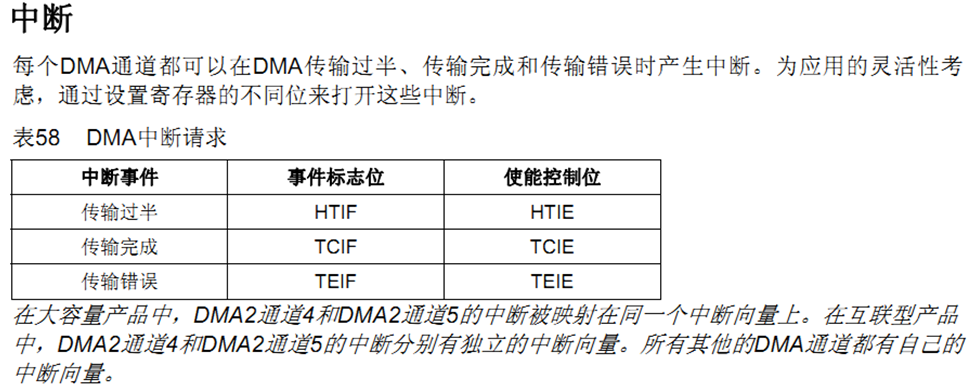 中断
每个DMA通道都可以在DMA传输过半、传输完成和传输错误时产生中断。为应用的灵活性考
虑，通过设置寄存器的不同位来打开这些中断。
表58 DMA中断请求
中断事件 事件标志位 使能控制位
传输过半 HTIF HTIE
传输完成 TCIF TCIE
传输错误 TEIF TEIE
在大容量产品中，DMA2通道4和DMA2通道5的中断被映射在同一个中断向量上。在互联型产品
中，DMA2通道4和DMA2通道5的中断分别有独立的中断向量。所有其他的DMA通道都有自己的
中断向量。